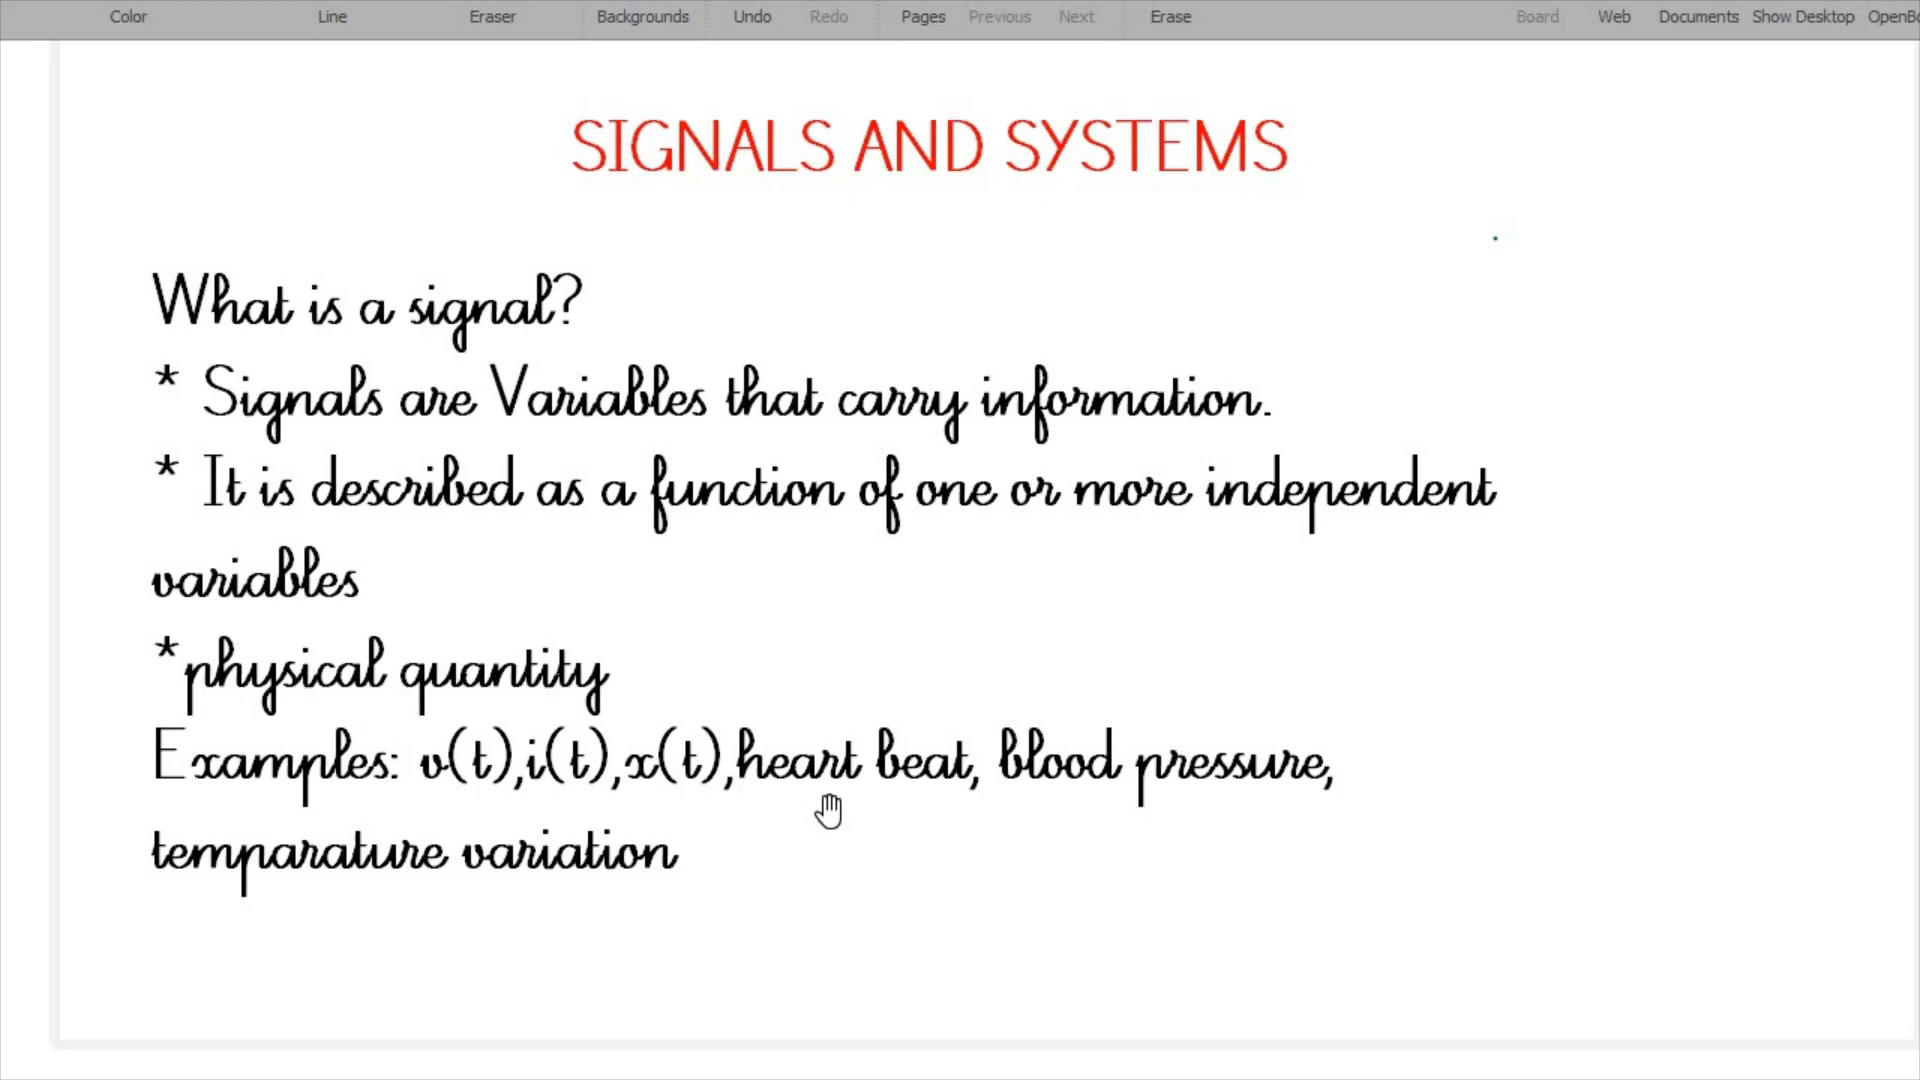 Color Line Eraser Backgrounds Undo Redo Pages Previous Next Erase Board Web Documents Show Desktop OpenBo
SIGNALS AND SYSTEMS
What is a signal?
* Signals are Variables that carry information.
* It is described as a function of one or more independent
variables
*physical quantity
Examples: v(t),i(t),x(t),heart beat, blood pressure,
temparature variation